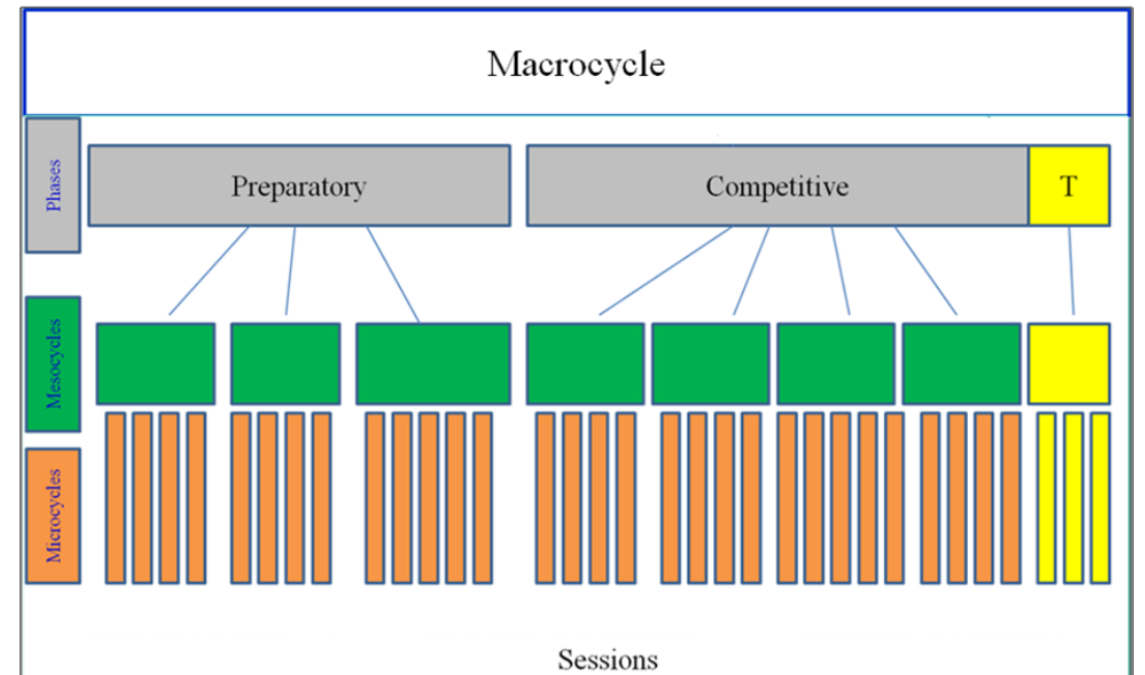 Macrocycle
Phases
Preparatory
Competitive
T
Mesocycles
Microcycles
Sessions